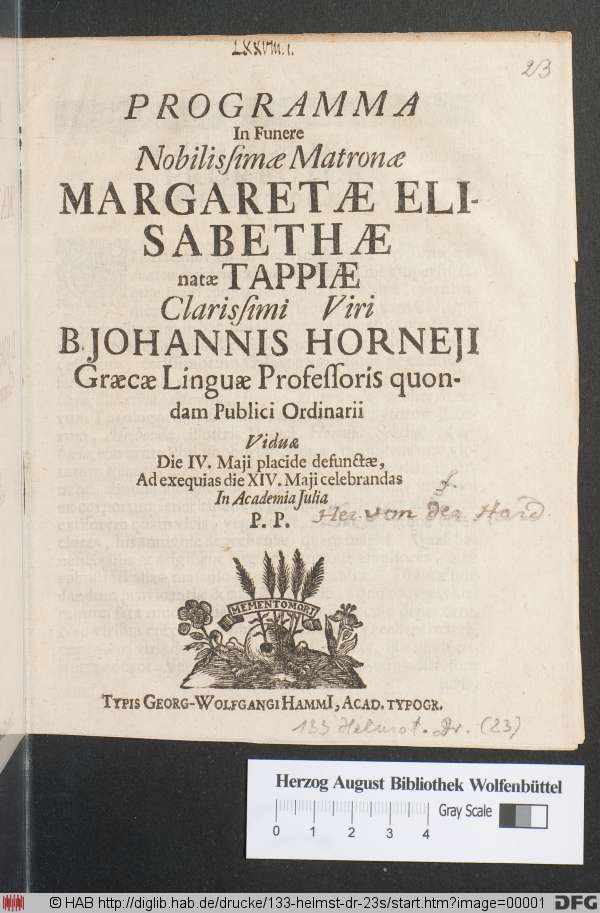 LXXVIII. 1.
23
PROGRAMMA
In Funere
Nobilisſimæ Matronæ
MARGARETÆ ELI-
SABETHÆ
natæ TAPPIÆ
Clarisſimi Viri
B. JOHANNIS HORNEJI
Græcæ Linguæ Profeſſoris quon-
dam Publici Ordinarii
Viduæ
Die IV. Maji placide defunctæ,
Ad exequias die XIV. Maji celebrandas
In Academia Julia
P. P. Her. von der Hard.
MEMENTO MORI
TYPIS GEORG-WOLFGANGI HAMMI, ACAD. TYPOGR.
133 Helmst. Dr. (23)
Herzog August Bibliothek Wolfenbüttel
Gray Scale
0 1 2 3 4
© HAB http://diglib.hab.de/drucke/133-helmst-dr-23s/start.htm?image=00001 DFG